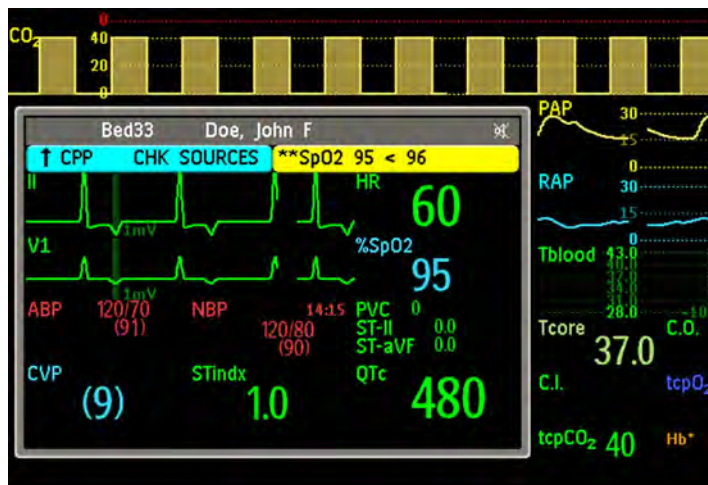 0
CO₂ 40
20
0
Bed33 Doe, John F
↑ CPP CHK SOURCES **SpO2 95 < 96
II HR 60
1mV
V1 %SpO2 95
1mV
ABP 120/70 (91) NBP 14:15 120/80 (90)
PVC 0
ST-II 0.0
ST-aVF 0.0
CVP (9) STindx 1.0 QTc 480
PAP 30
15
0
RAP 30
15
0
Tblood 43.0
28.0
Tcore 37.0 C.O.
C.I. tcpO₂
tcpCO₂ 40 Hb*